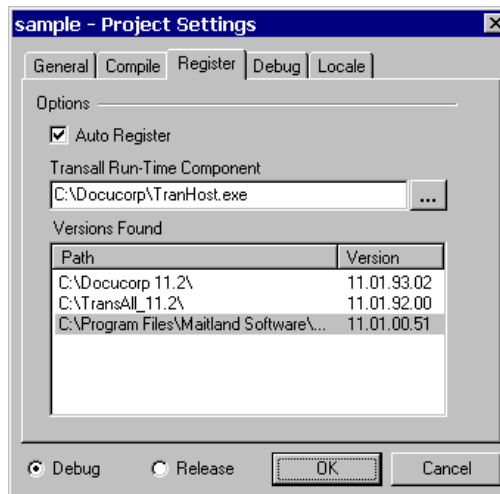 sample - Project Settings
General Compile Register Debug Locale
Options
Auto Register
Transall Run-Time Component
C:\Docucorp\TranHost.exe ...
Versions Found
Path Version
C:\Docucorp 11.2\ 11.01.93.02
C:\TransAll_11.2\ 11.01.92.00
C:\Program Files\Maitland Software\... 11.01.00.51
Debug Release OK Cancel